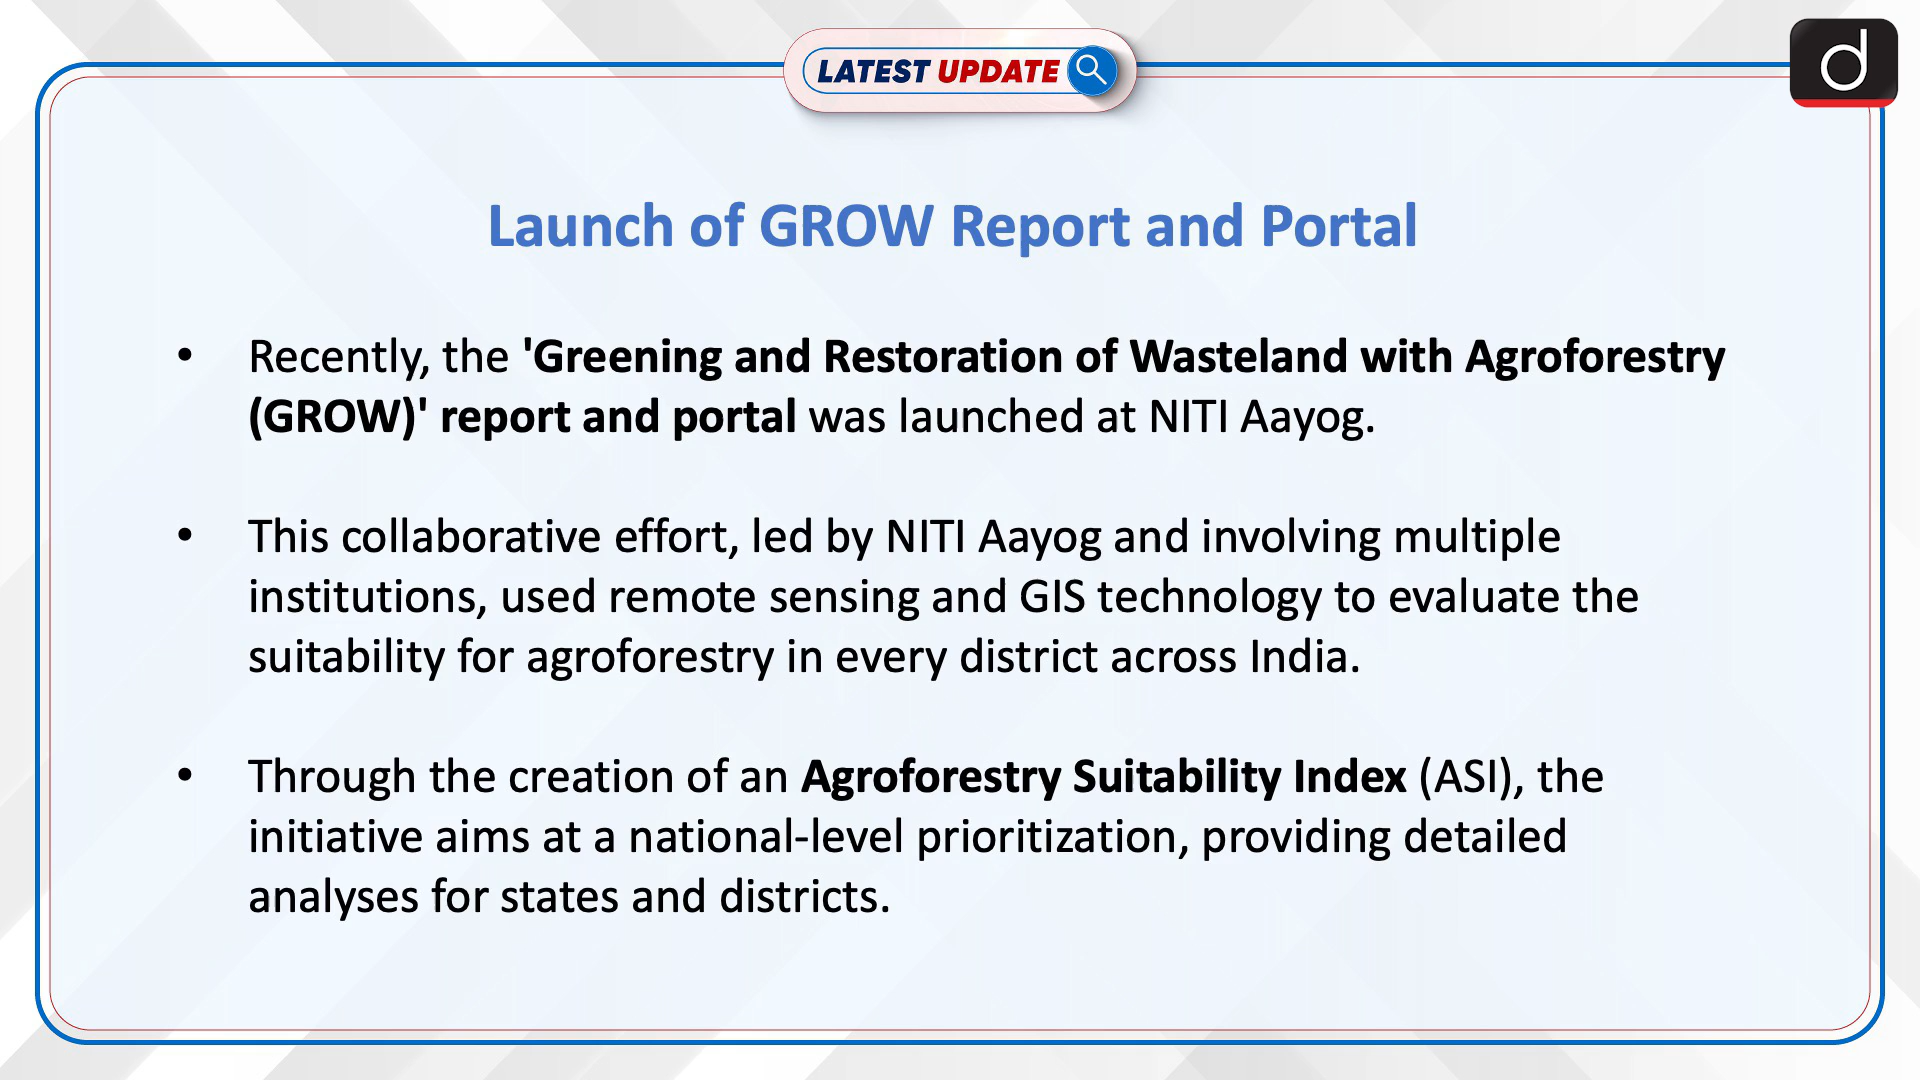 LATEST UPDATE
d
Launch of GROW Report and Portal
• Recently, the 'Greening and Restoration of Wasteland with Agroforestry
(GROW)' report and portal was launched at NITI Aayog.
• This collaborative effort, led by NITI Aayog and involving multiple
institutions, used remote sensing and GIS technology to evaluate the
suitability for agroforestry in every district across India.
• Through the creation of an Agroforestry Suitability Index (ASI), the
initiative aims at a national-level prioritization, providing detailed
analyses for states and districts.